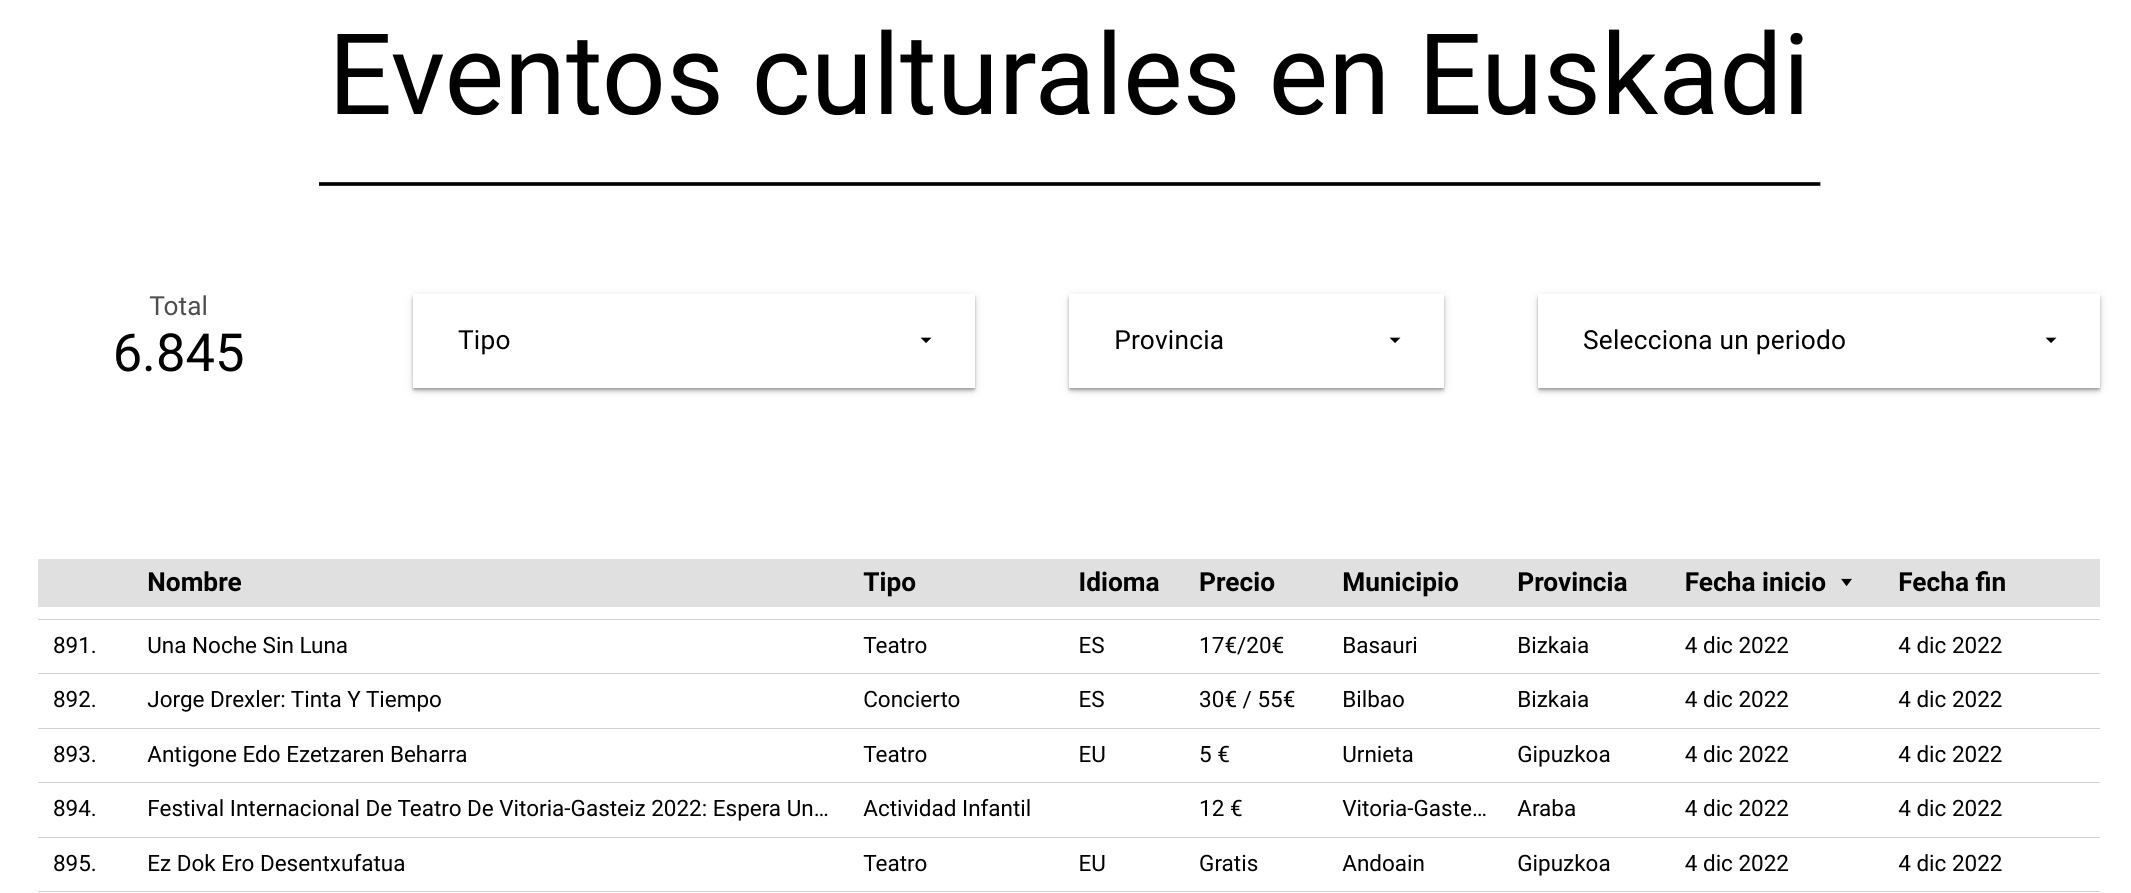 Eventos culturales en Euskadi
Total
6.845
Tipo
Provincia
Selecciona un periodo
Nombre Tipo Idioma Precio Municipio Provincia Fecha inicio Fecha fin
891. Una Noche Sin Luna Teatro ES 17€/20€ Basauri Bizkaia 4 dic 2022 4 dic 2022
892. Jorge Drexler: Tinta Y Tiempo Concierto ES 30€ / 55€ Bilbao Bizkaia 4 dic 2022 4 dic 2022
893. Antigone Edo Ezetzaren Beharra Teatro EU 5 € Urnieta Gipuzkoa 4 dic 2022 4 dic 2022
894. Festival Internacional De Teatro De Vitoria-Gasteiz 2022: Espera Un... Actividad Infantil 12 € Vitoria-Gaste... Araba 4 dic 2022 4 dic 2022
895. Ez Dok Ero Desentxufatua Teatro EU Gratis Andoain Gipuzkoa 4 dic 2022 4 dic 2022